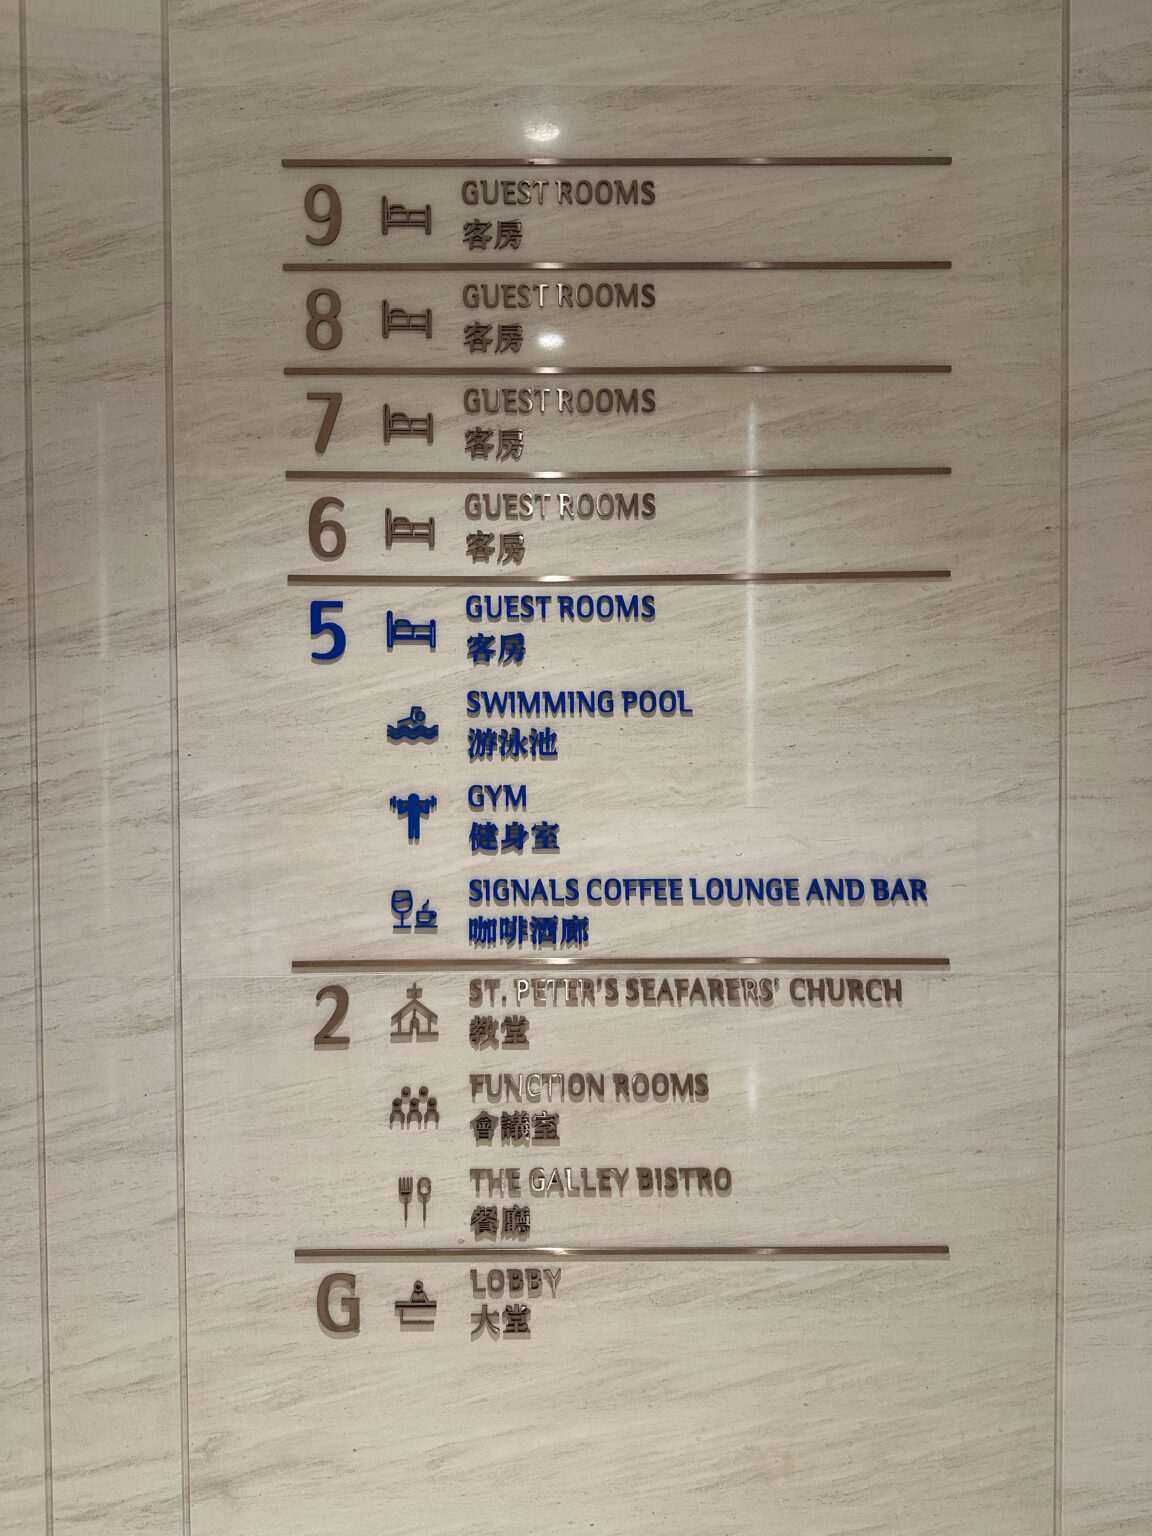 9
GUEST ROOMS
客房
8
GUEST ROOMS
客房
7
GUEST ROOMS
客房
6
GUEST ROOMS
客房
5
GUEST ROOMS
客房
SWIMMING POOL
游泳池
GYM
健身室
SIGNALS COFFEE LOUNGE AND BAR
咖啡酒廊
2
ST. PETER'S SEAFARERS' CHURCH
教堂
FUNCTION ROOMS
會議室
THE GALLEY BISTRO
餐廳
G
LOBBY
大堂